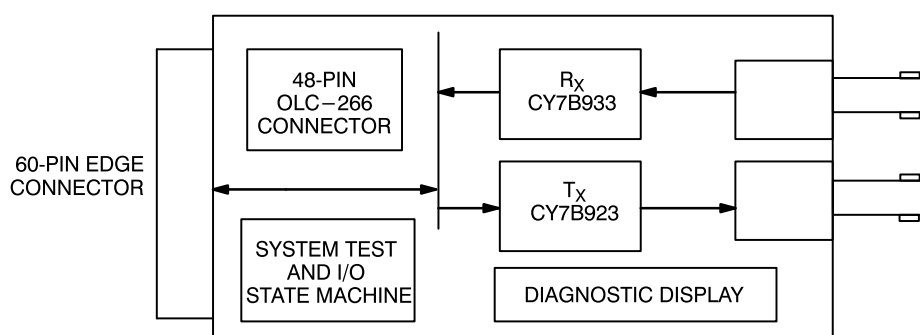 48-PIN
OLC–266
CONNECTOR
RX
CY7B933
60-PIN EDGE
CONNECTOR
TX
CY7B923
SYSTEM TEST
AND I/O
STATE MACHINE
DIAGNOSTIC DISPLAY